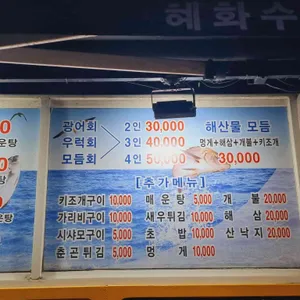 혜화수
광어회 2인 30,000 해산물 모듬
우럭회 > 3인 40,000 멍게+해삼+개불+키조개
모듬회 4인 50,000 30,000
[추가메뉴]
키조개구이 10,000 매운탕 5,000 개불 20,000
가리비구이 10,000 새우튀김 10,000 해삼 20,000
시샤모구이 5,000 초밥 5,000 산낙지 20,000
춘곤튀김 5,000 멍게 10,000